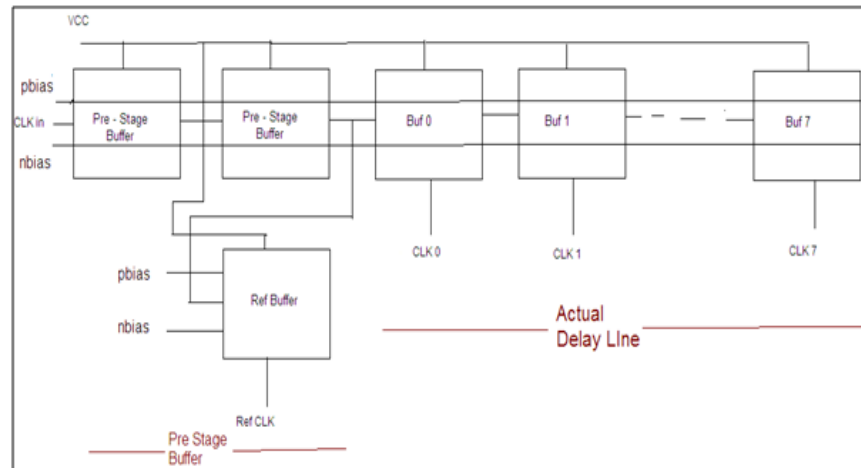 VCC
pbias
CLK in
nbias
Pre - Stage
Buffer
Pre - Stage
Buffer
Buf 0
Buf 1
Buf 7
CLK 0
CLK 1
CLK 7
pbias
nbias
Ref Buffer
Ref CLK
Actual
Delay LIne
Pre Stage
Buffer